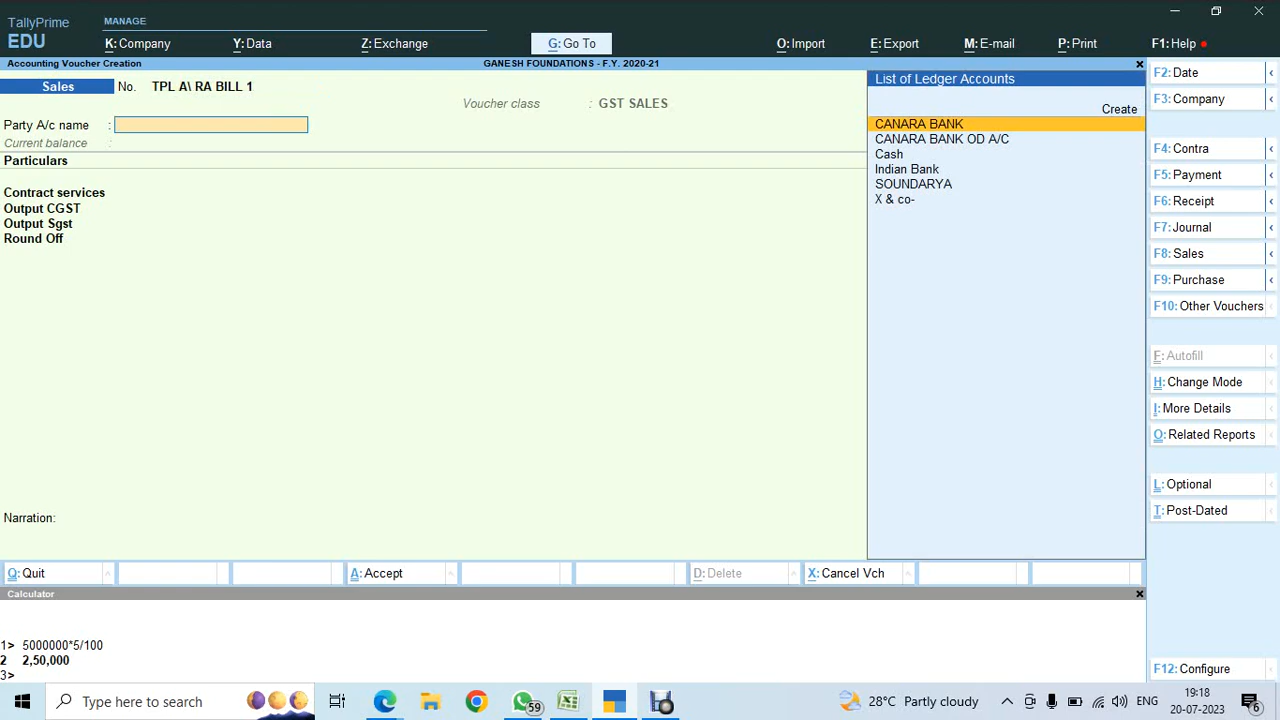 TallyPrime
EDU
MANAGE
K: Company
Y: Data
Z: Exchange
G: Go To
O: Import
E: Export
M: E-mail
P: Print
F1: Help
Accounting Voucher Creation
GANESH FOUNDATIONS - F.Y. 2020-21
Sales
No.
TPL A\ RA BILL 1
Voucher class : GST SALES
Party A/c name :
Current balance :
Particulars
Contract services
Output CGST
Output Sgst
Round Off
Narration:
List of Ledger Accounts
Create
CANARA BANK
CANARA BANK OD A/C
Cash
Indian Bank
SOUNDARYA
X & co-
F2: Date
F3: Company
F4: Contra
F5: Payment
F6: Receipt
F7: Journal
F8: Sales
F9: Purchase
F10: Other Vouchers
F: Autofill
H: Change Mode
I: More Details
O: Related Reports
L: Optional
T: Post-Dated
F12: Configure
Q: Quit
A: Accept
D: Delete
X: Cancel Vch
Calculator
1> 5000000*5/100
2 2,50,000
3>
Type here to search
59
28°C Partly cloudy
ENG
19:18
20-07-2023
6